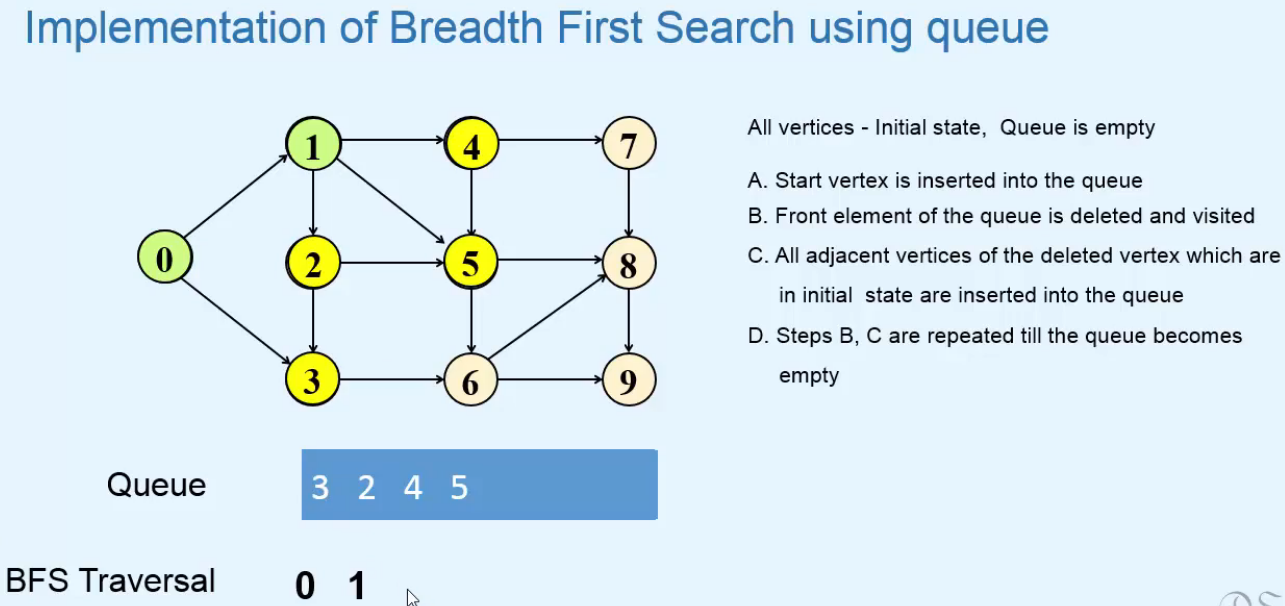 Implementation of Breadth First Search using queue
1
4
7
0
2
5
8
3
6
9
All vertices - Initial state, Queue is empty
A. Start vertex is inserted into the queue
B. Front element of the queue is deleted and visited
C. All adjacent vertices of the deleted vertex which are
in initial state are inserted into the queue
D. Steps B, C are repeated till the queue becomes
empty
Queue 3 2 4 5
BFS Traversal 0 1